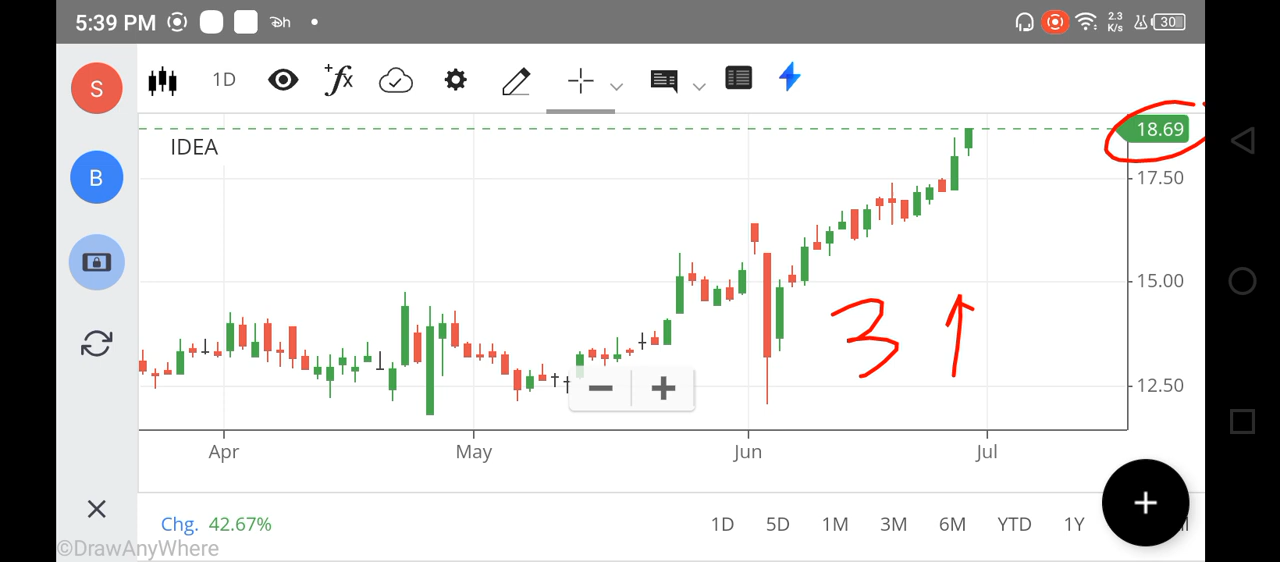 5:39 PM
2.3
K/s
30
S
1D
fx
18.69
IDEA
17.50
B
15.00
3
12.50
Apr May Jun Jul
Chg. 42.67%
1D 5D 1M 3M 6M YTD 1Y
©DrawAnyWhere